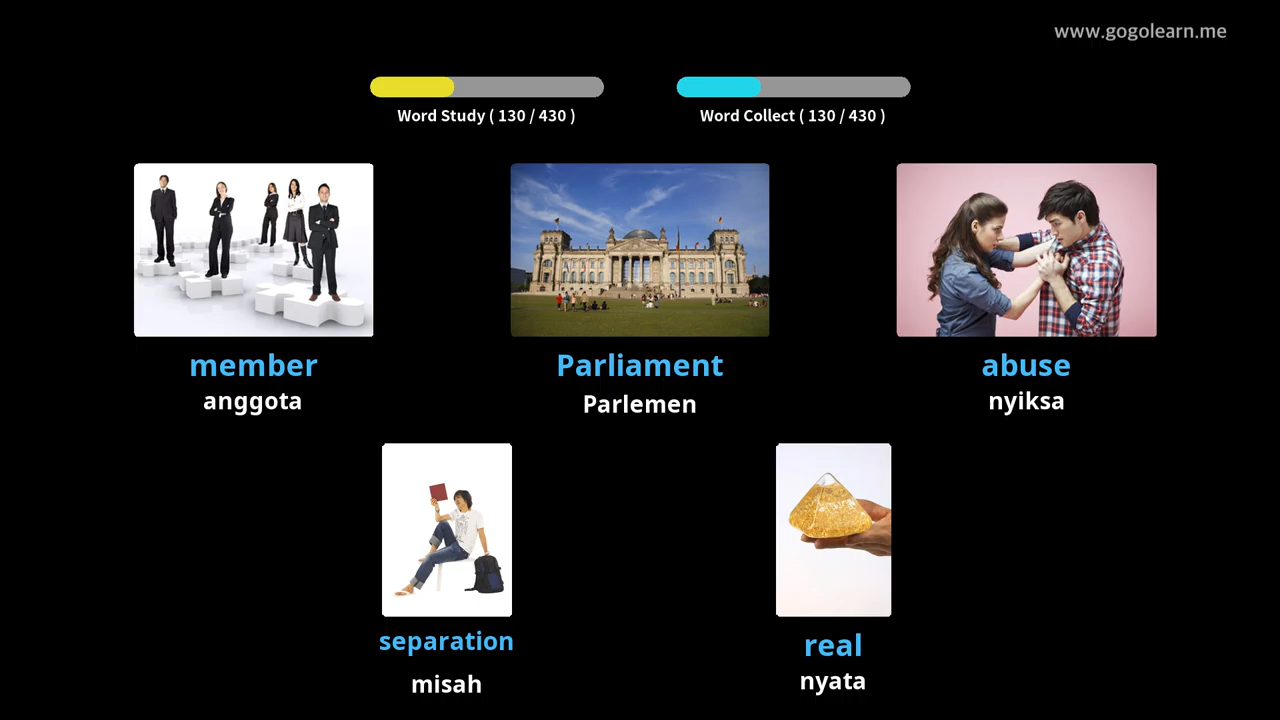 www.gogolearn.me
Word Study ( 130 / 430 )
Word Collect ( 130 / 430 )
member
anggota
Parliament
Parlemen
abuse
nyiksa
separation
misah
real
nyata